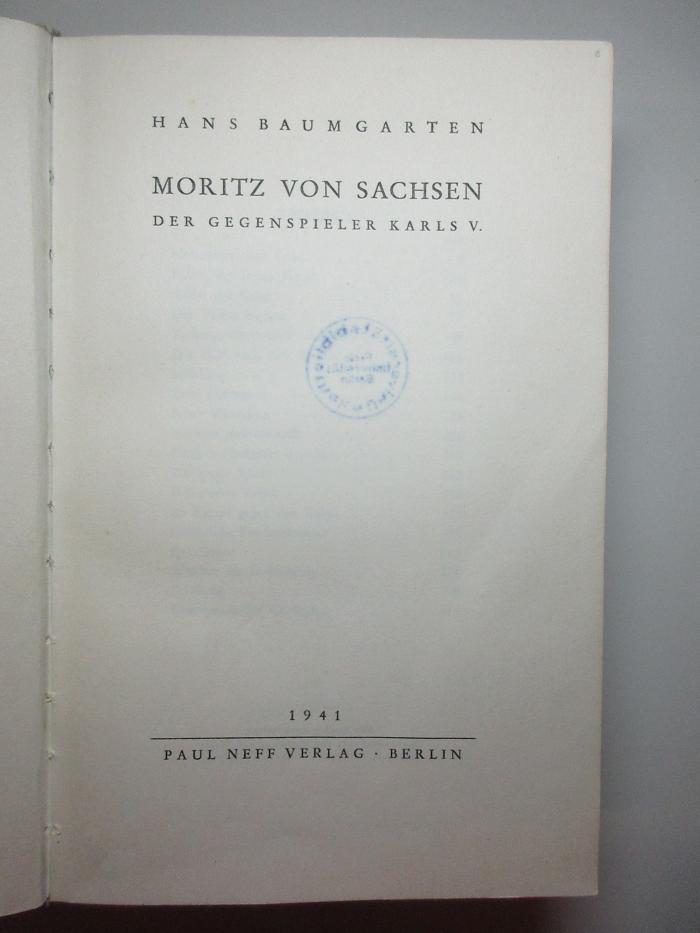 HANS BAUMGARTEN
MORITZ VON SACHSEN
DER GEGENSPIELER KARLS V.
1941
PAUL NEFF VERLAG · BERLIN